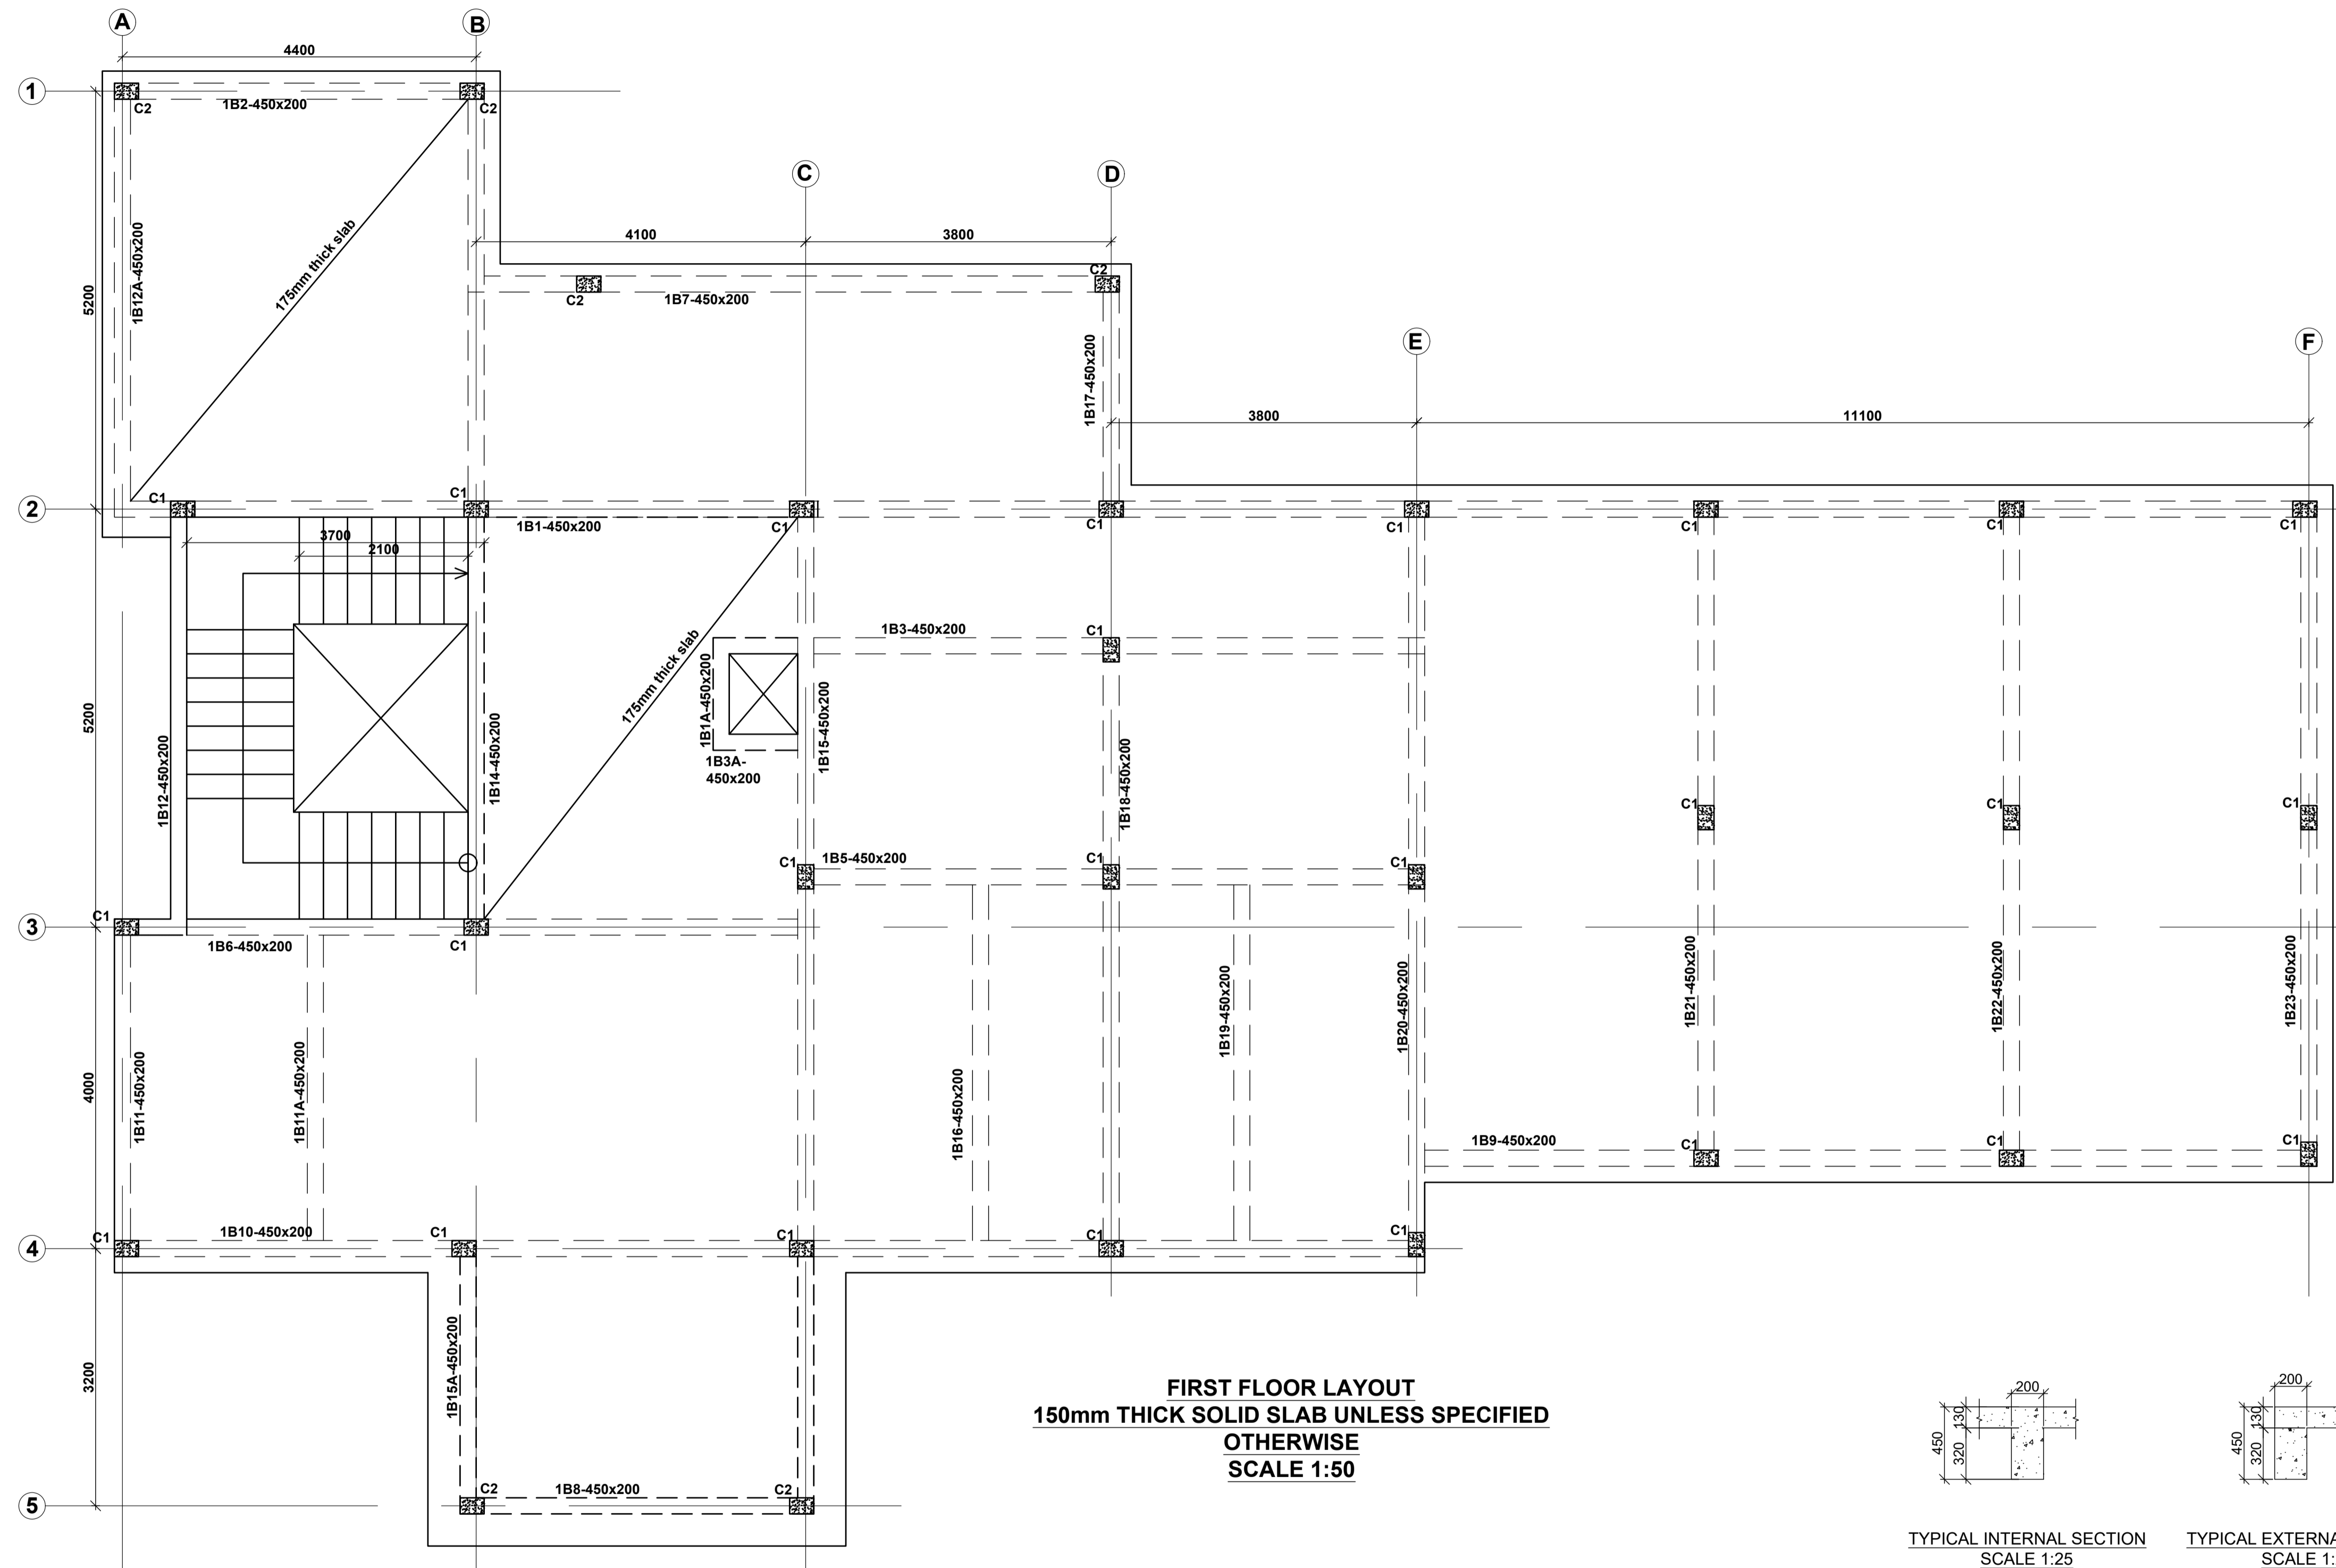 A
B
4400
1
1B2-450x200
C2
C2
C
D
4100
3800
175mm thick slab
1B12A-450x200
5200
C2
C2
1B7-450x200
1B17-450x200
E
F
3800
11100
C1
C1
2
1B1-450x200
C1
C1
C1
C1
C1
C1
3700
2100
175mm thick slab
1B3-450x200
C1
1B1A-450x200
1B15-450x200
1B3A-
450x200
5200
1B12-450x200
1B14-450x200
1B18-450x200
C1
C1
C1
C1
1B5-450x200
C1
C1
C1
3
1B6-450x200
C1
1B21-450x200
1B22-450x200
1B23-450x200
1B20-450x200
1B19-450x200
1B16-450x200
4000
1B11-450x200
1B11A-450x200
1B9-450x200
C1
C1
C1
C1
4
1B10-450x200
C1
C1
C1
C1
3200
1B15A-450x200
FIRST FLOOR LAYOUT
150mm THICK SOLID SLAB UNLESS SPECIFIED
OTHERWISE
SCALE 1:50
200
130
450
320
200
130
450
320
5
C2
1B8-450x200
C2
TYPICAL INTERNAL SECTION
SCALE 1:25
TYPICAL EXTERNA
SCALE 1: